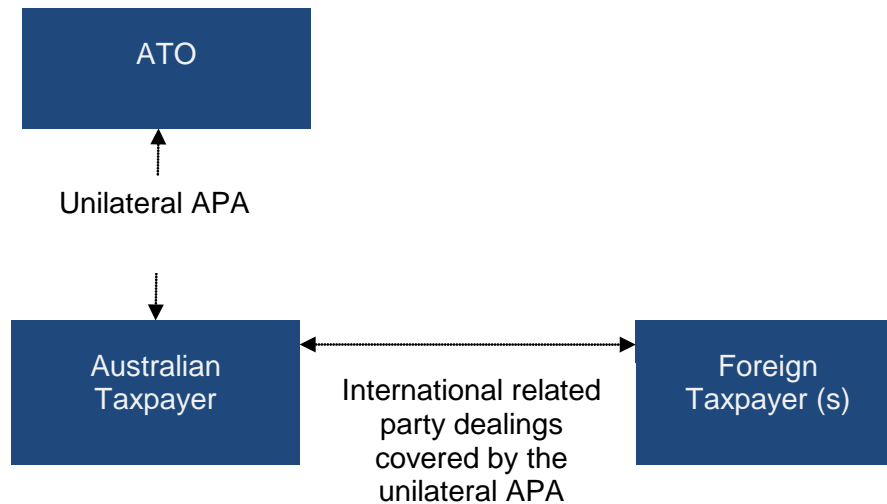 ATO
Unilateral APA
Australian
Taxpayer
International related
party dealings
covered by the
unilateral APA
Foreign
Taxpayer (s)